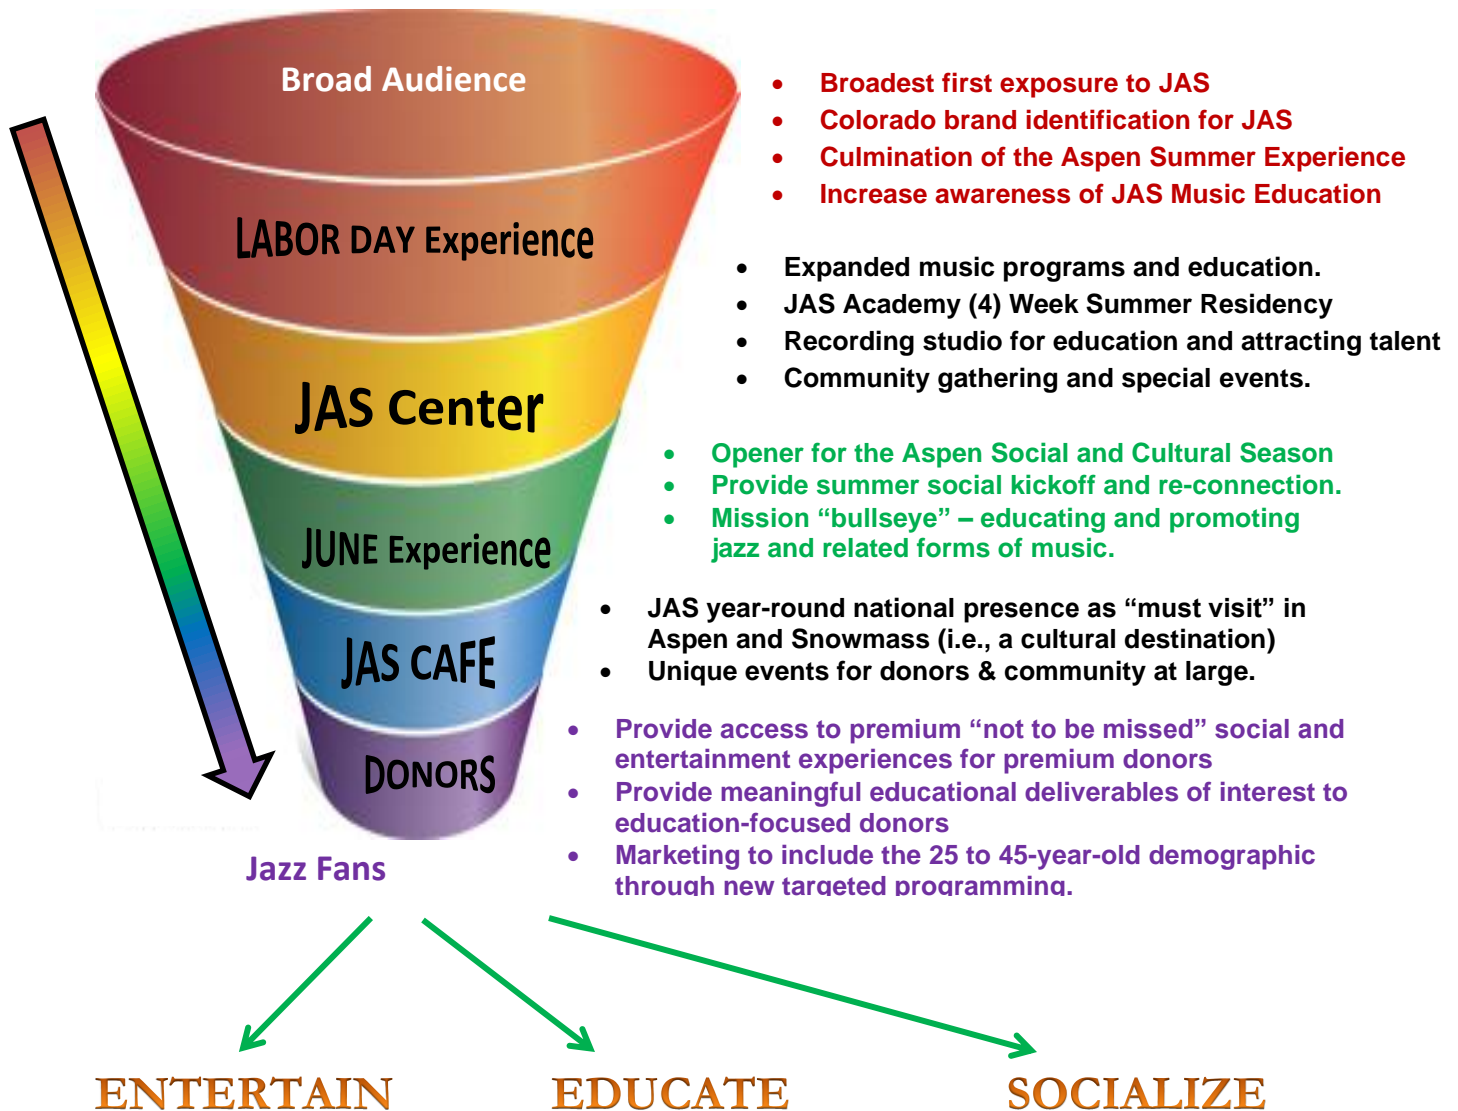 Broad Audience
LABOR DAY Experience
JAS Center
JUNE Experience
JAS CAFE
DONORS
Jazz Fans
• Broadest first exposure to JAS
• Colorado brand identification for JAS
• Culmination of the Aspen Summer Experience
• Increase awareness of JAS Music Education
• Expanded music programs and education.
• JAS Academy (4) Week Summer Residency
• Recording studio for education and attracting talent
• Community gathering and special events.
• Opener for the Aspen Social and Cultural Season
• Provide summer social kickoff and re-connection.
• Mission “bullseye” – educating and promoting
jazz and related forms of music.
• JAS year-round national presence as “must visit” in
Aspen and Snowmass (i.e., a cultural destination)
• Unique events for donors & community at large.
• Provide access to premium “not to be missed” social and
entertainment experiences for premium donors
• Provide meaningful educational deliverables of interest to
education-focused donors
• Marketing to include the 25 to 45-year-old demographic
through new targeted programming.
ENTERTAIN
EDUCATE
SOCIALIZE